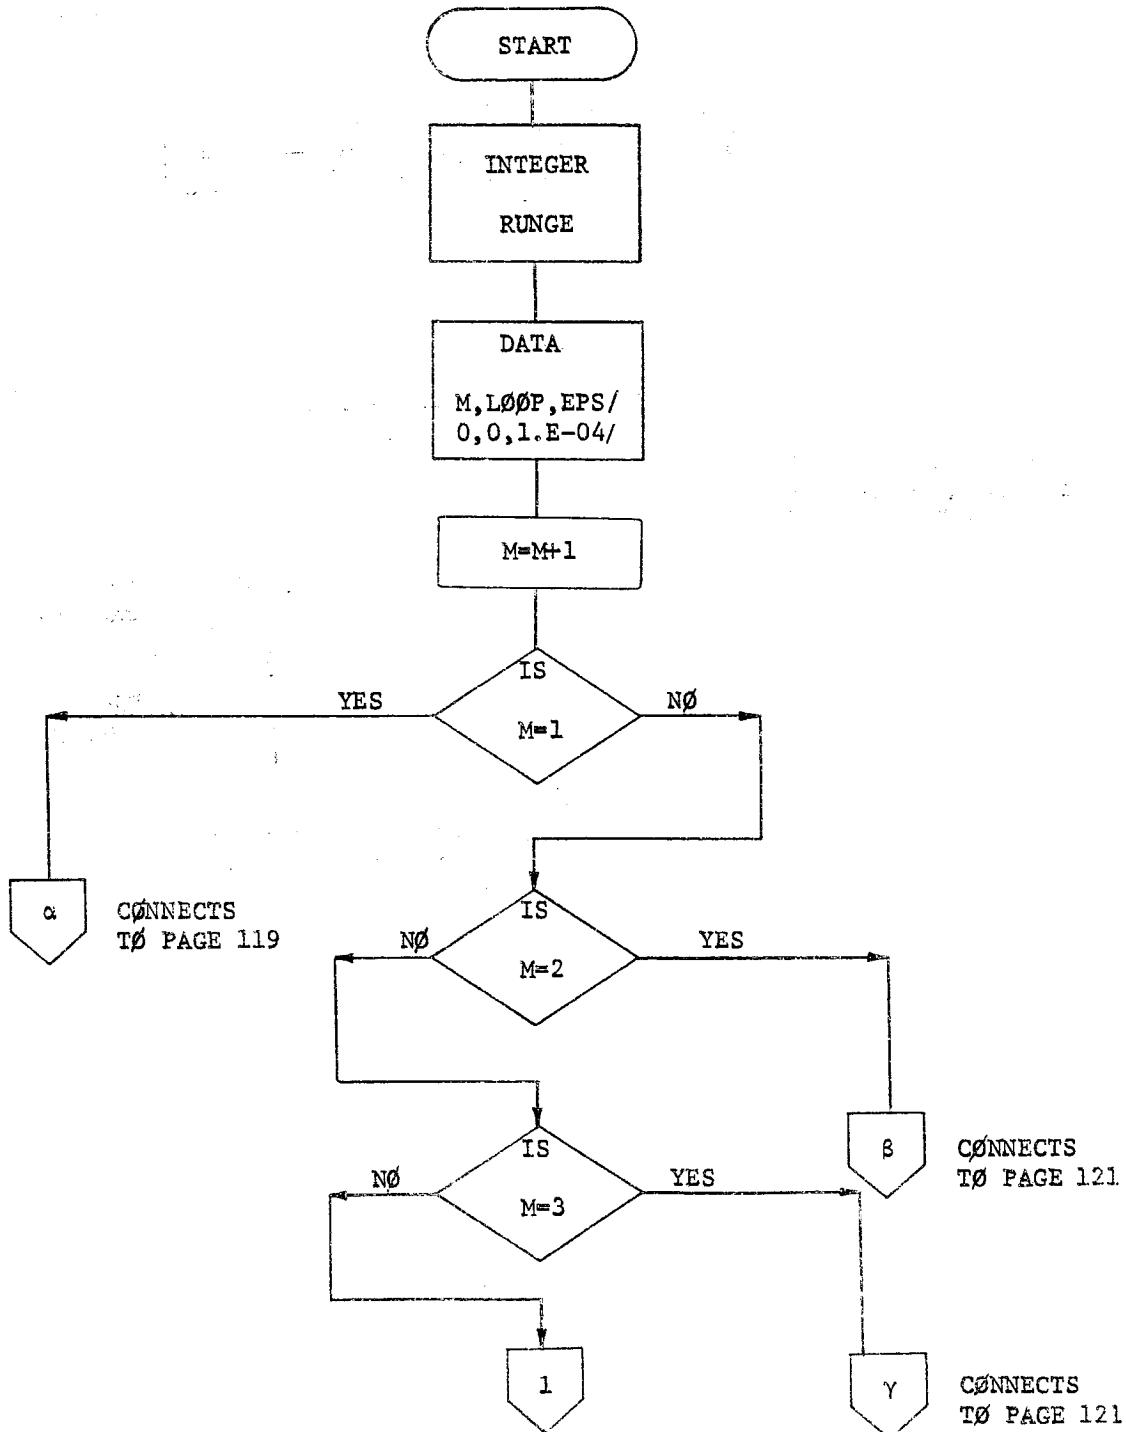 START
INTEGER
RUNGE
DATA
M,LØØP,EPS/
0,0,1.E-04/
M=M+1
IS
M=1
YES
NØ
α
CØNNECTS
TØ PAGE 119
IS
M=2
NØ
YES
β
CØNNECTS
TØ PAGE 121
IS
M=3
NØ
YES
1
γ
CØNNECTS
TØ PAGE 121